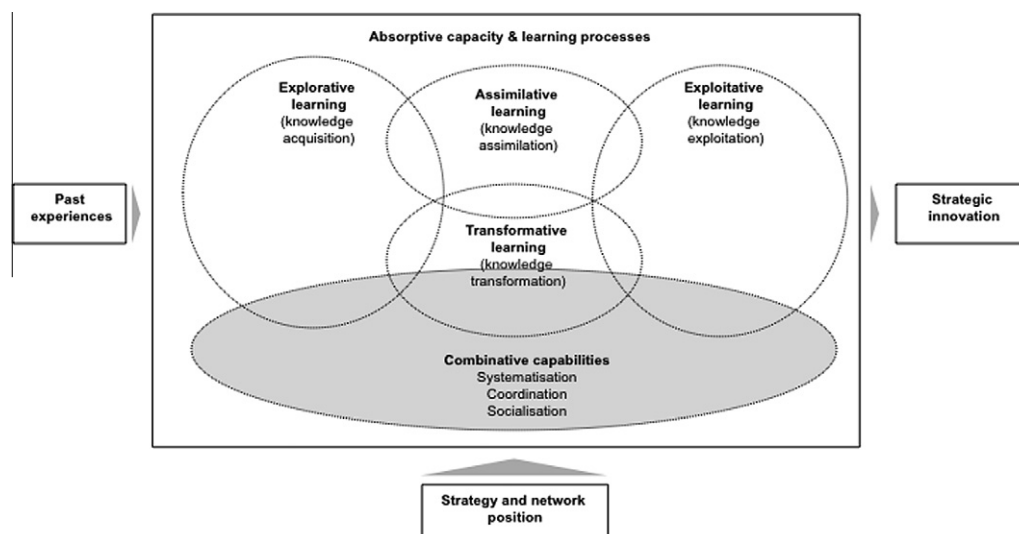 Absorptive capacity & learning processes
Explorative
learning
(knowledge
acquisition)
Assimilative
learning
(knowledge
assimilation)
Exploitative
learning
(knowledge
exploitation)
Past
experiences
Strategic
innovation
Transformative
learning
(knowledge
transformation)
Combinative capabilities
Systematisation
Coordination
Socialisation
Strategy and network
position